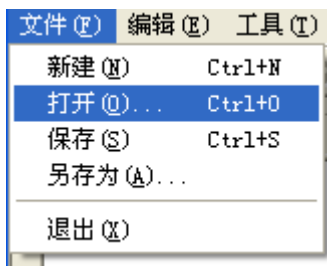 文件(F) 编辑(E) 工具(T)
新建(N) Ctrl+N
打开(O)... Ctrl+O
保存(S) Ctrl+S
另存为(A)...
退出(X)